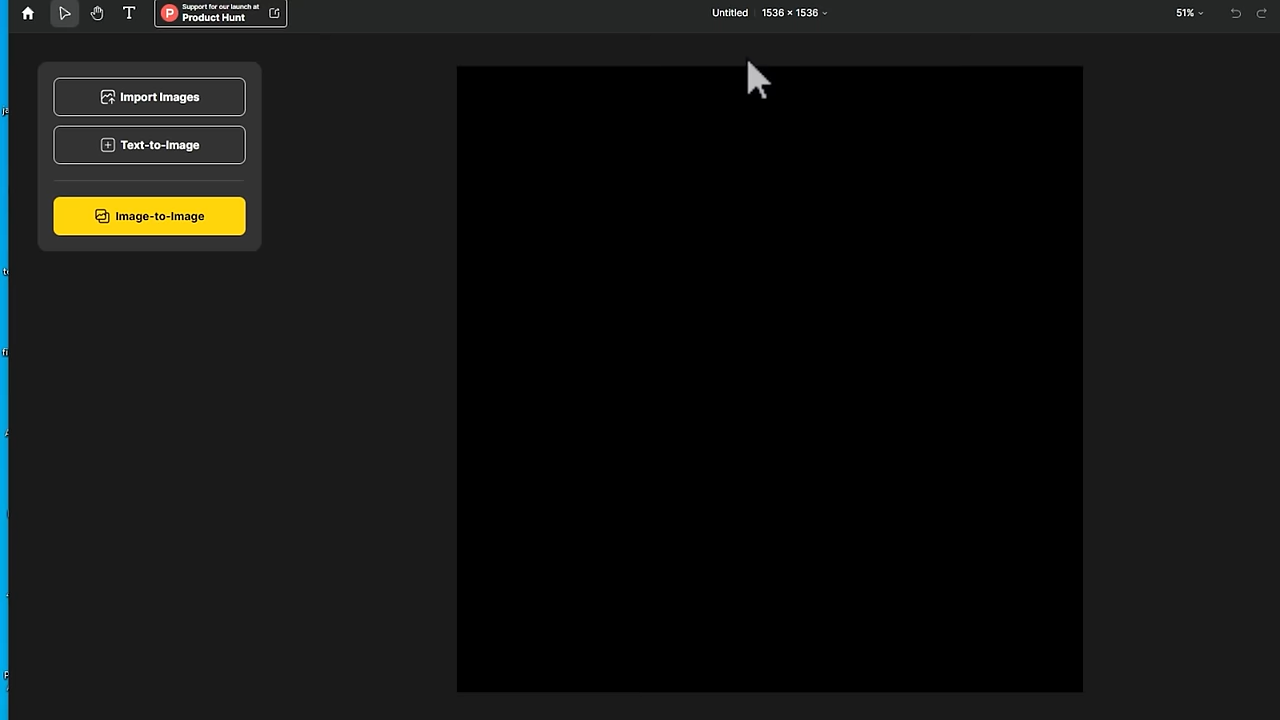 Support for our launch at
Product Hunt
Untitled
1536 × 1536
51%
Import Images
Text-to-Image
Image-to-Image